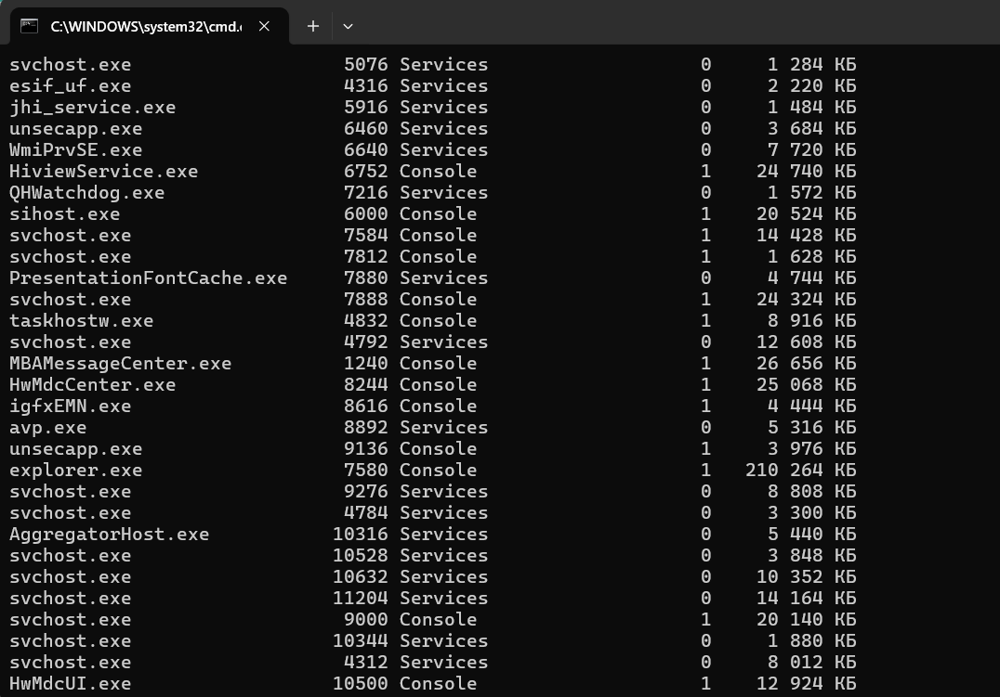 C:\WINDOWS\system32\cmd.e
svchost.exe 5076 Services 0 1 284 КБ
esif_uf.exe 4316 Services 0 2 220 КБ
jhi_service.exe 5916 Services 0 1 484 КБ
unsecapp.exe 6460 Services 0 3 684 КБ
WmiPrvSE.exe 6640 Services 0 7 720 КБ
HiviewService.exe 6752 Console 1 24 740 КБ
QHWatchdog.exe 7216 Services 0 1 572 КБ
sihost.exe 6000 Console 1 20 524 КБ
svchost.exe 7584 Console 1 14 428 КБ
svchost.exe 7812 Console 1 1 628 КБ
PresentationFontCache.exe 7880 Services 0 4 744 КБ
svchost.exe 7888 Console 1 24 324 КБ
taskhostw.exe 4832 Console 1 8 916 КБ
svchost.exe 4792 Services 0 12 608 КБ
MBAMessageCenter.exe 1240 Console 1 26 656 КБ
HwMdcCenter.exe 8244 Console 1 25 068 КБ
igfxEMN.exe 8616 Console 1 4 444 КБ
avp.exe 8892 Services 0 5 316 КБ
unsecapp.exe 9136 Console 1 3 976 КБ
explorer.exe 7580 Console 1 210 264 КБ
svchost.exe 9276 Services 0 8 808 КБ
svchost.exe 4784 Services 0 3 300 КБ
AggregatorHost.exe 10316 Services 0 5 440 КБ
svchost.exe 10528 Services 0 3 848 КБ
svchost.exe 10632 Services 0 10 352 КБ
svchost.exe 11204 Services 0 14 164 КБ
svchost.exe 9000 Console 1 20 140 КБ
svchost.exe 10344 Services 0 1 880 КБ
svchost.exe 4312 Services 0 8 012 КБ
HwMdcUI.exe 10500 Console 1 12 924 КБ